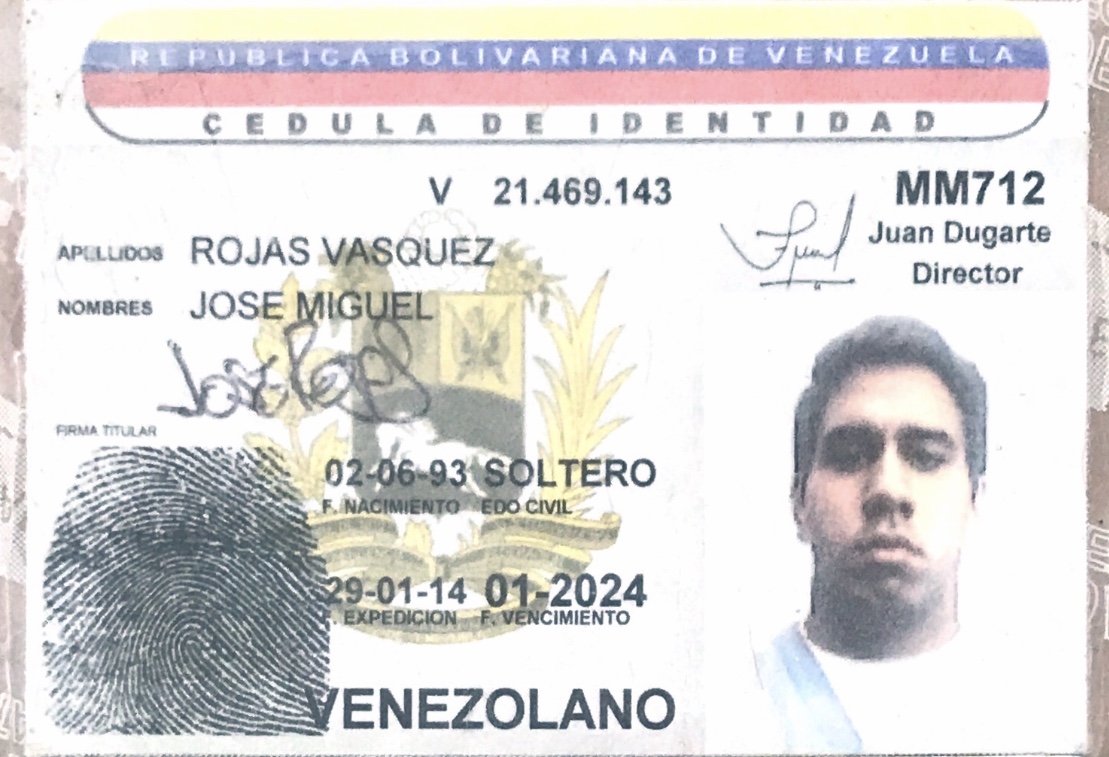 REPUBLICA BOLIVARIANA DE VENEZUELA
CEDULA DE IDENTIDAD
V 21.469.143
MM712
Juan Dugarte
Director
APELLIDOS ROJAS VASQUEZ
NOMBRES JOSE MIGUEL
Jose Rojas
FIRMA TITULAR
02-06-93 SOLTERO
F. NACIMIENTO EDO CIVIL
29-01-14 01-2024
. EXPEDICION F. VENCIMIENTO
VENEZOLANO